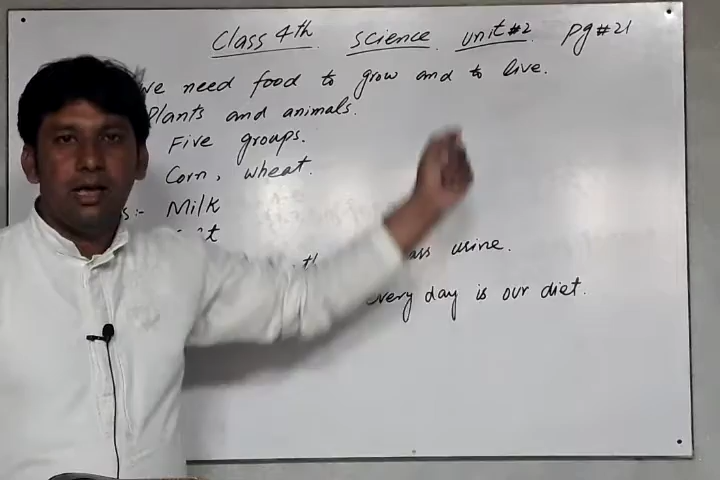 Class 4th Science unit #2 Pg #21
we need food to grow and to live.
Plants and animals.
Five groups.
Corn, wheat.
s:- Milk
urine.
every day is our diet.